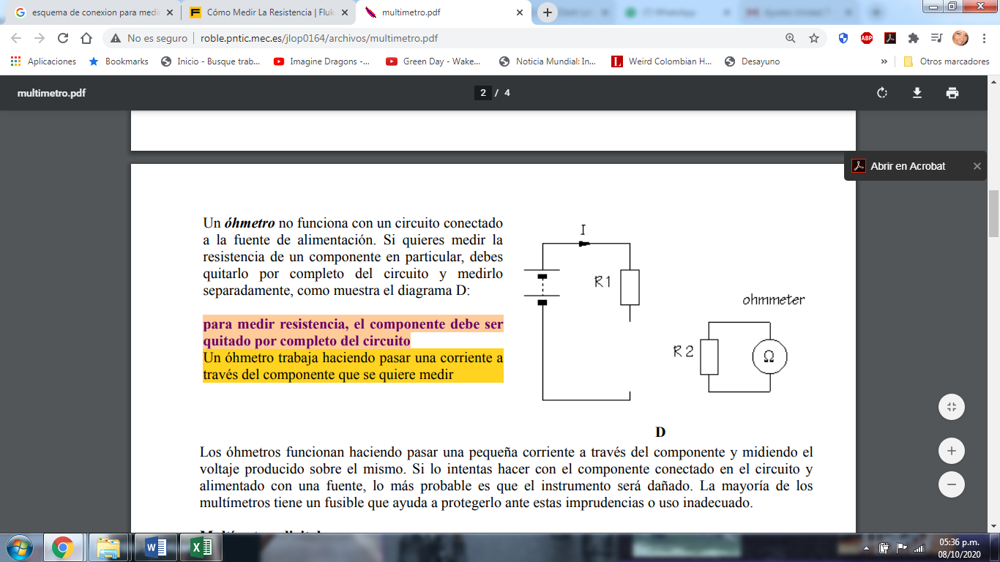 esquema de conexion para medi
Cómo Medir La Resistencia | Fluk
multimetro.pdf
No es seguro | roble.pntic.mec.es/jlop0164/archivos/multimetro.pdf
ABP
Aplicaciones
Bookmarks
Inicio - Busque trab...
Imagine Dragons -...
Green Day - Wake...
Noticia Mundial: In...
Weird Colombian H...
Desayuno
»
Otros marcadores
multimetro.pdf
2 / 4
Abrir en Acrobat
Un óhmetro no funciona con un circuito conectado
a la fuente de alimentación. Si quieres medir la
resistencia de un componente en particular, debes
quitarlo por completo del circuito y medirlo
separadamente, como muestra el diagrama D:
para medir resistencia, el componente debe ser
quitado por completo del circuito
Un óhmetro trabaja haciendo pasar una corriente a
través del componente que se quiere medir
I
R1
ohmmeter
R2
Ω
D
Los óhmetros funcionan haciendo pasar una pequeña corriente a través del componente y midiendo el
voltaje producido sobre el mismo. Si lo intentas hacer con el componente conectado en el circuito y
alimentado con una fuente, lo más probable es que el instrumento será dañado. La mayoría de los
multímetros tiene un fusible que ayuda a protegerlo ante estas imprudencias o uso inadecuado.
05:36 p.m.
08/10/2020